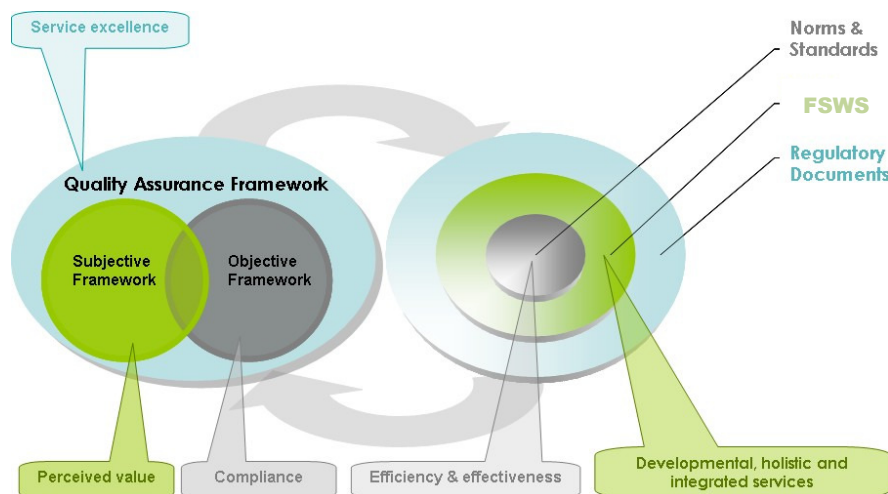 Service excellence
Norms &
Standards
FSWS
Regulatory
Documents
Quality Assurance Framework
Subjective
Framework
Objective
Framework
Perceived value
Compliance
Efficiency & effectiveness
Developmental, holistic and
integrated services